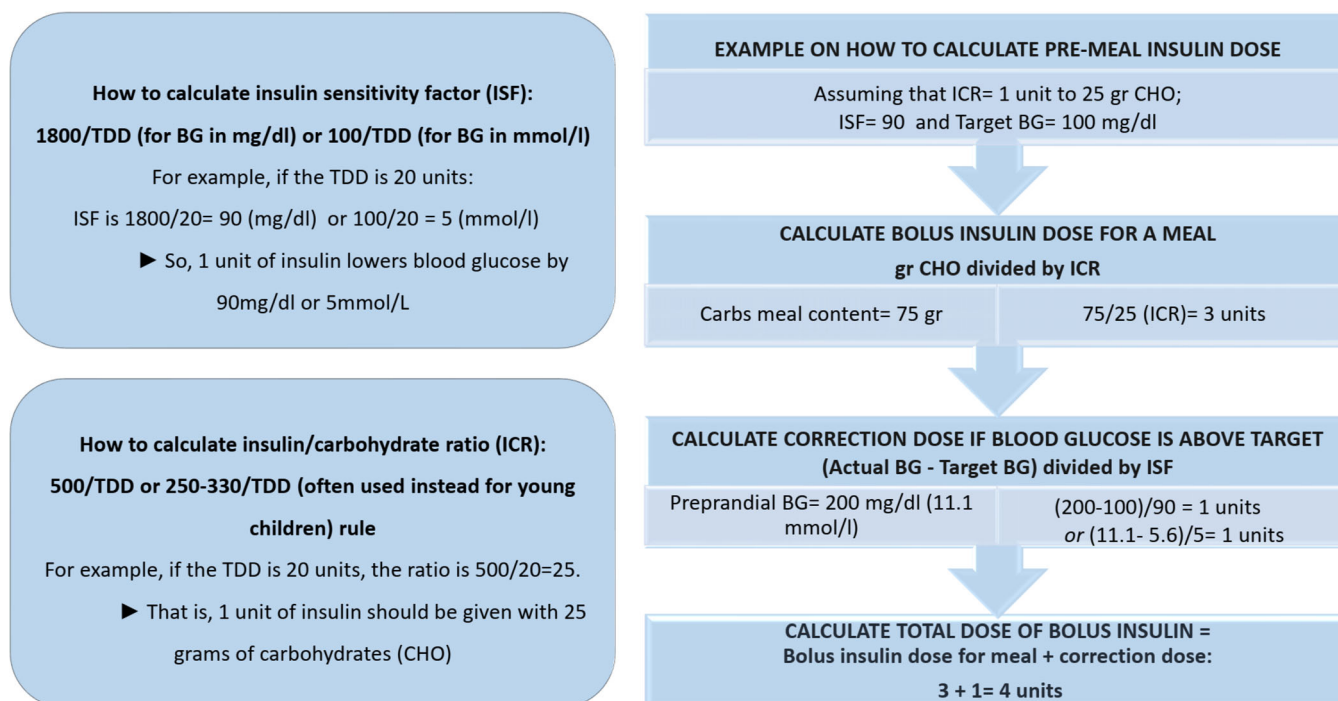 How to calculate insulin sensitivity factor (ISF):
1800/TDD (for BG in mg/dl) or 100/TDD (for BG in mmol/l)
For example, if the TDD is 20 units:
ISF is 1800/20= 90 (mg/dl) or 100/20 = 5 (mmol/l)
► So, 1 unit of insulin lowers blood glucose by
90mg/dl or 5mmol/L
How to calculate insulin/carbohydrate ratio (ICR):
500/TDD or 250-330/TDD (often used instead for young
children) rule
For example, if the TDD is 20 units, the ratio is 500/20=25.
► That is, 1 unit of insulin should be given with 25
grams of carbohydrates (CHO)
EXAMPLE ON HOW TO CALCULATE PRE-MEAL INSULIN DOSE
Assuming that ICR= 1 unit to 25 gr CHO;
ISF= 90 and Target BG= 100 mg/dl
CALCULATE BOLUS INSULIN DOSE FOR A MEAL
gr CHO divided by ICR
Carbs meal content= 75 gr
75/25 (ICR)= 3 units
CALCULATE CORRECTION DOSE IF BLOOD GLUCOSE IS ABOVE TARGET
(Actual BG - Target BG) divided by ISF
Preprandial BG= 200 mg/dl (11.1
mmol/l)
(200-100)/90 = 1 units
or (11.1- 5.6)/5= 1 units
CALCULATE TOTAL DOSE OF BOLUS INSULIN =
Bolus insulin dose for meal + correction dose:
3 + 1= 4 units